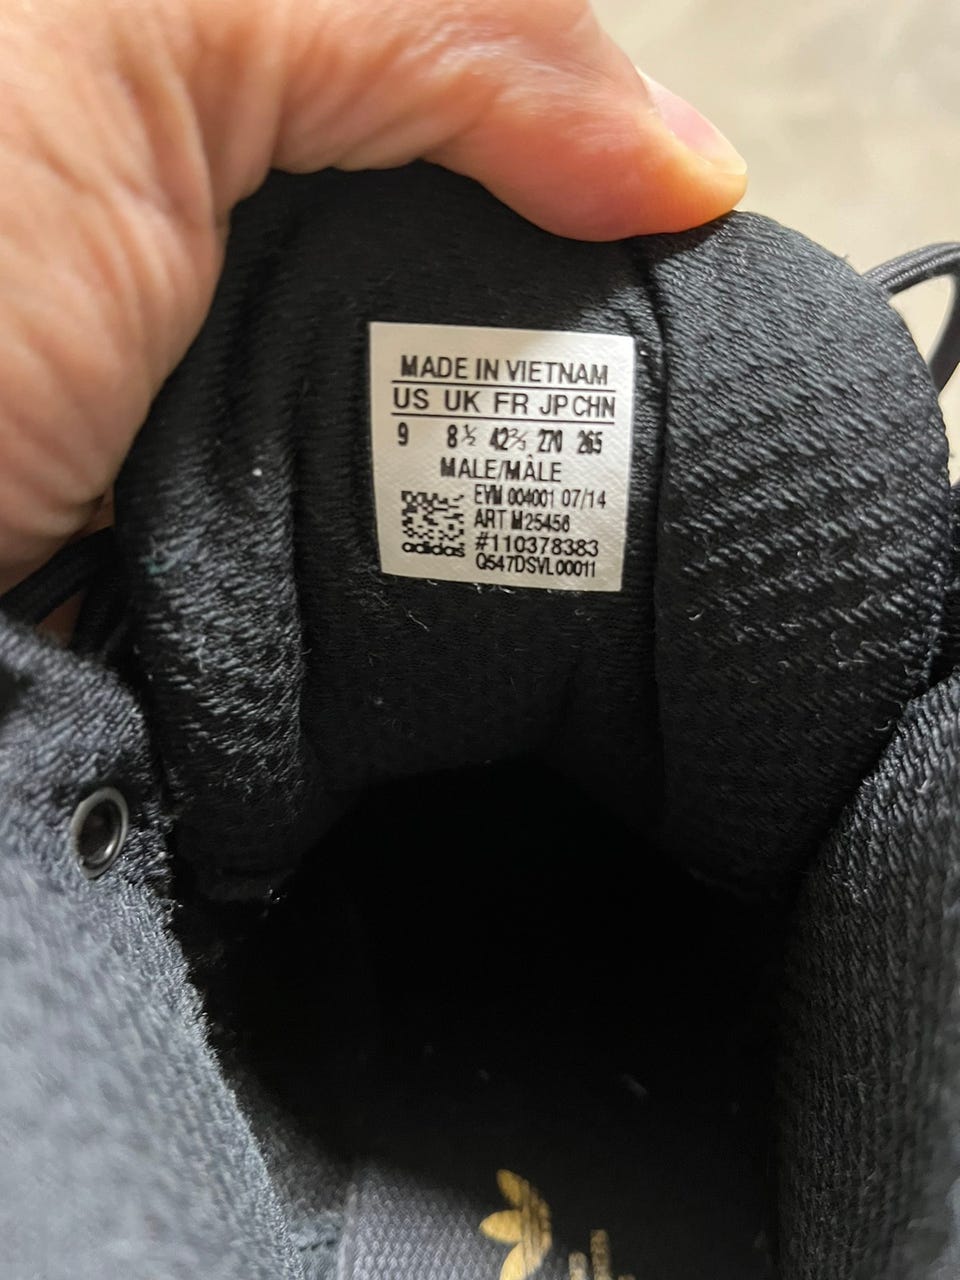 MADE IN VIETNAM
US UK FR JP CHN
9 8½ 42⅔ 270 265
MALE/MÂLE
EVM 004001 07/14
ART M25456
#110378383
Q547DSVL00011
adidas